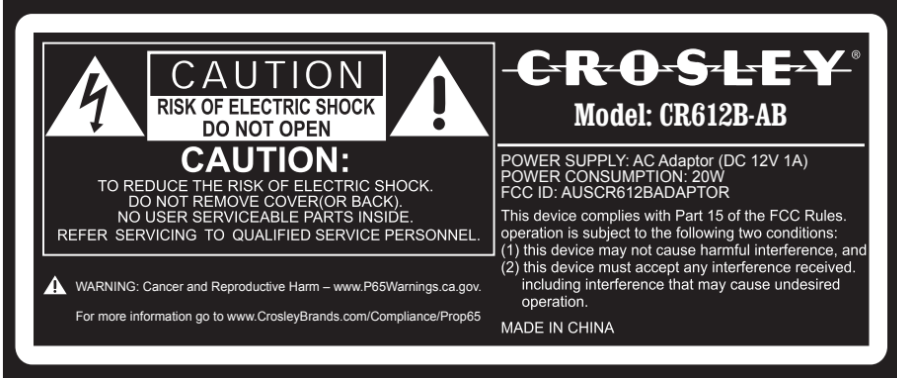 CAUTION
RISK OF ELECTRIC SHOCK
DO NOT OPEN
CAUTION:
TO REDUCE THE RISK OF ELECTRIC SHOCK.
DO NOT REMOVE COVER(OR BACK).
NO USER SERVICEABLE PARTS INSIDE.
REFER SERVICING TO QUALIFIED SERVICE PERSONNEL.
WARNING: Cancer and Reproductive Harm – www.P65Warnings.ca.gov.
For more information go to www.CrosleyBrands.com/Compliance/Prop65
CROSLEY®
Model: CR612B-AB
POWER SUPPLY: AC Adaptor (DC 12V 1A)
POWER CONSUMPTION: 20W
FCC ID: AUSCR612BADAPTOR
This device complies with Part 15 of the FCC Rules.
operation is subject to the following two conditions:
(1) this device may not cause harmful interference, and
(2) this device must accept any interference received.
including interference that may cause undesired
operation.
MADE IN CHINA